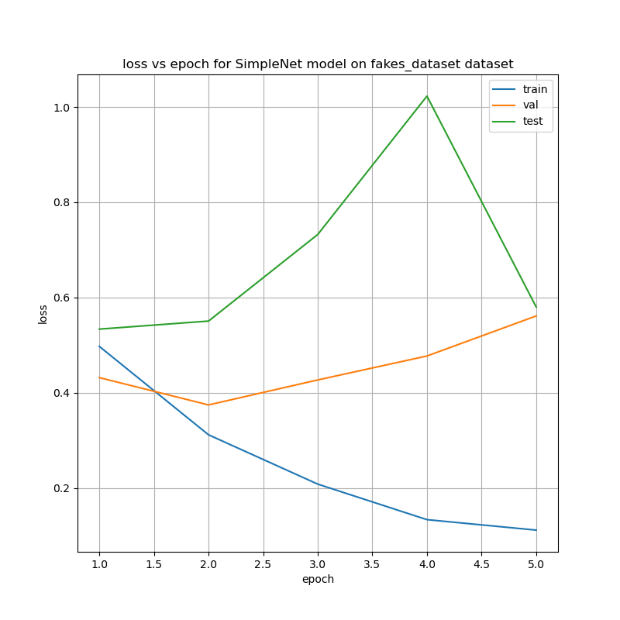 loss vs epoch for SimpleNet model on fakes_dataset dataset
train
val
test
1.0
0.8
0.6
0.4
0.2
loss
1.0 1.5 2.0 2.5 3.0 3.5 4.0 4.5 5.0
epoch